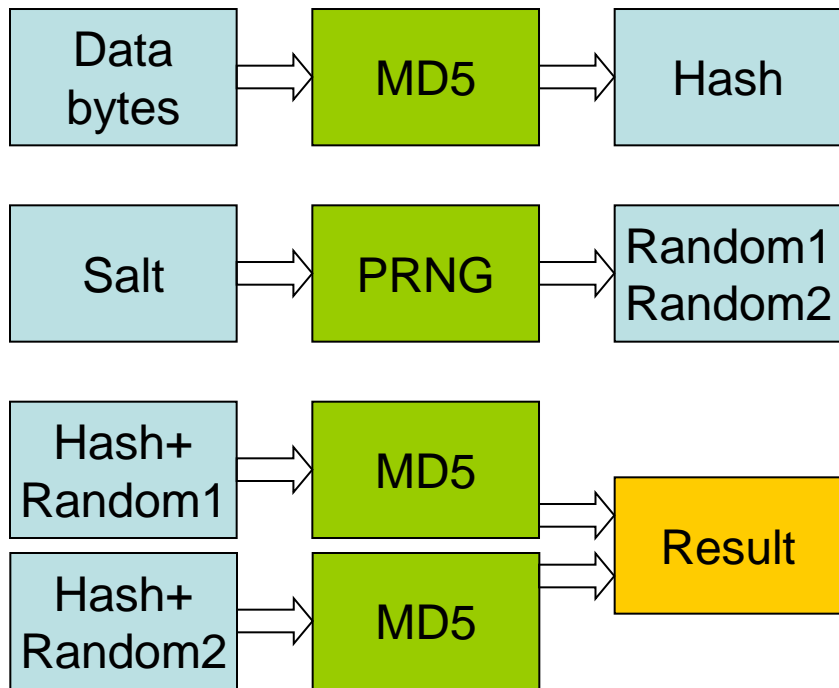 Data
bytes
MD5
Hash
Salt
PRNG
Random1
Random2
Hash+
Random1
MD5
Hash+
Random2
MD5
Result